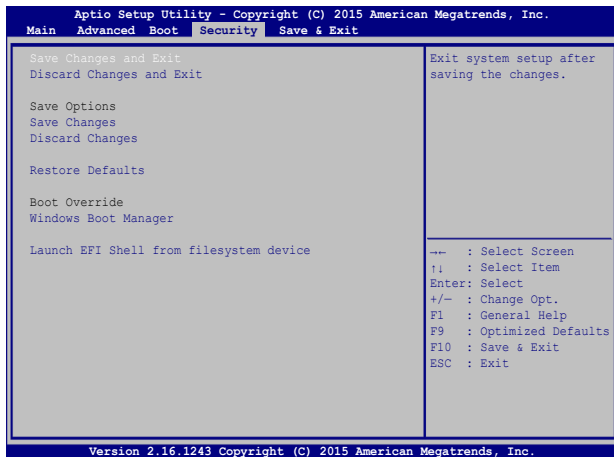 Aptio Setup Utility - Copyright (C) 2015 American Megatrends, Inc.
Main Advanced Boot Security Save & Exit
Save Changes and Exit
Discard Changes and Exit
Save Options
Save Changes
Discard Changes
Restore Defaults
Boot Override
Windows Boot Manager
Launch EFI Shell from filesystem device
Exit system setup after
saving the changes.
→← : Select Screen
↑↓ : Select Item
Enter: Select
+/— : Change Opt.
F1 : General Help
F9 : Optimized Defaults
F10 : Save & Exit
ESC : Exit
Version 2.16.1243 Copyright (C) 2015 American Megatrends, Inc.